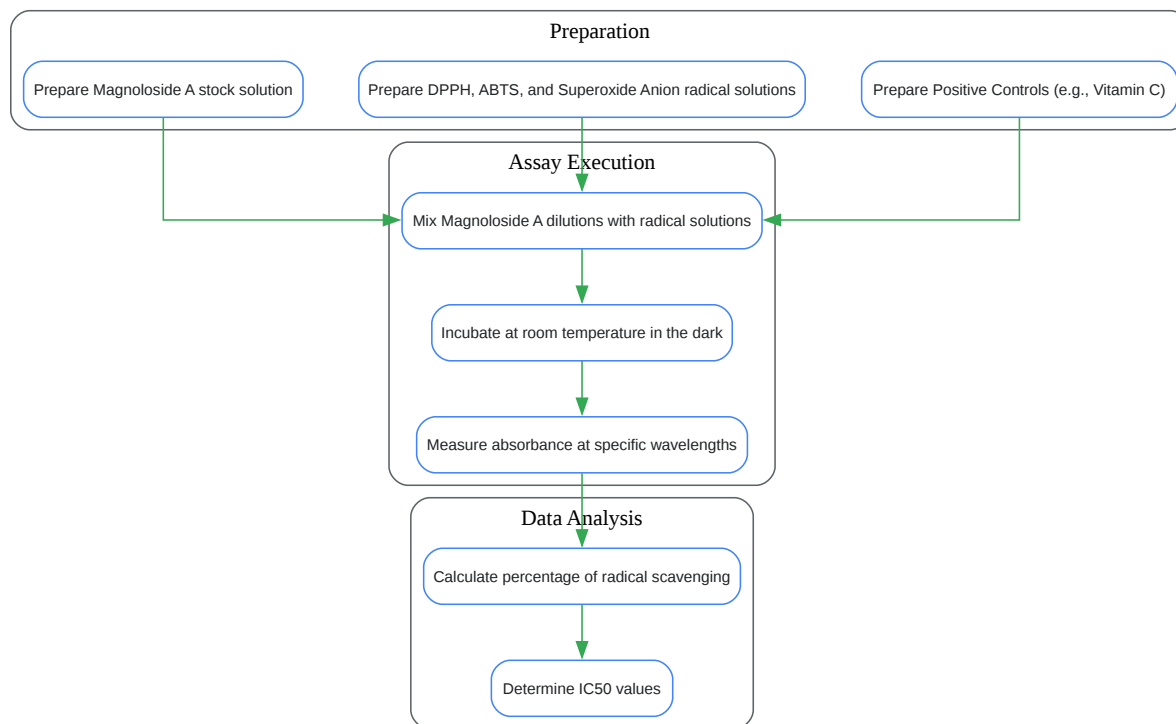 Preparation
Prepare Magnoloside A stock solution
Prepare DPPH, ABTS, and Superoxide Anion radical solutions
Prepare Positive Controls (e.g., Vitamin C)
Assay Execution
Mix Magnoloside A dilutions with radical solutions
Incubate at room temperature in the dark
Measure absorbance at specific wavelengths
Data Analysis
Calculate percentage of radical scavenging
Determine IC50 values